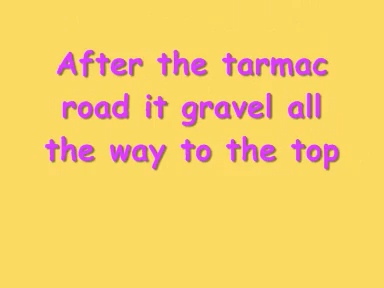 After the tarmac
road it gravel all
the way to the top